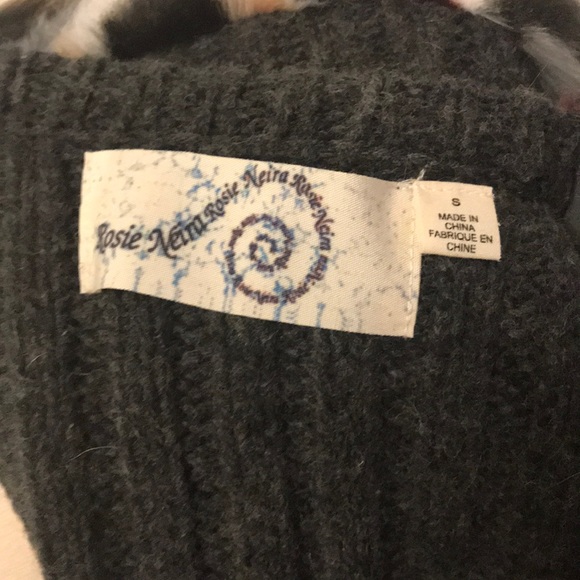 Rosie Neira Rosie Neira Rosie Neira
S
MADE IN
CHINA
FABRIQUE EN
CHINE